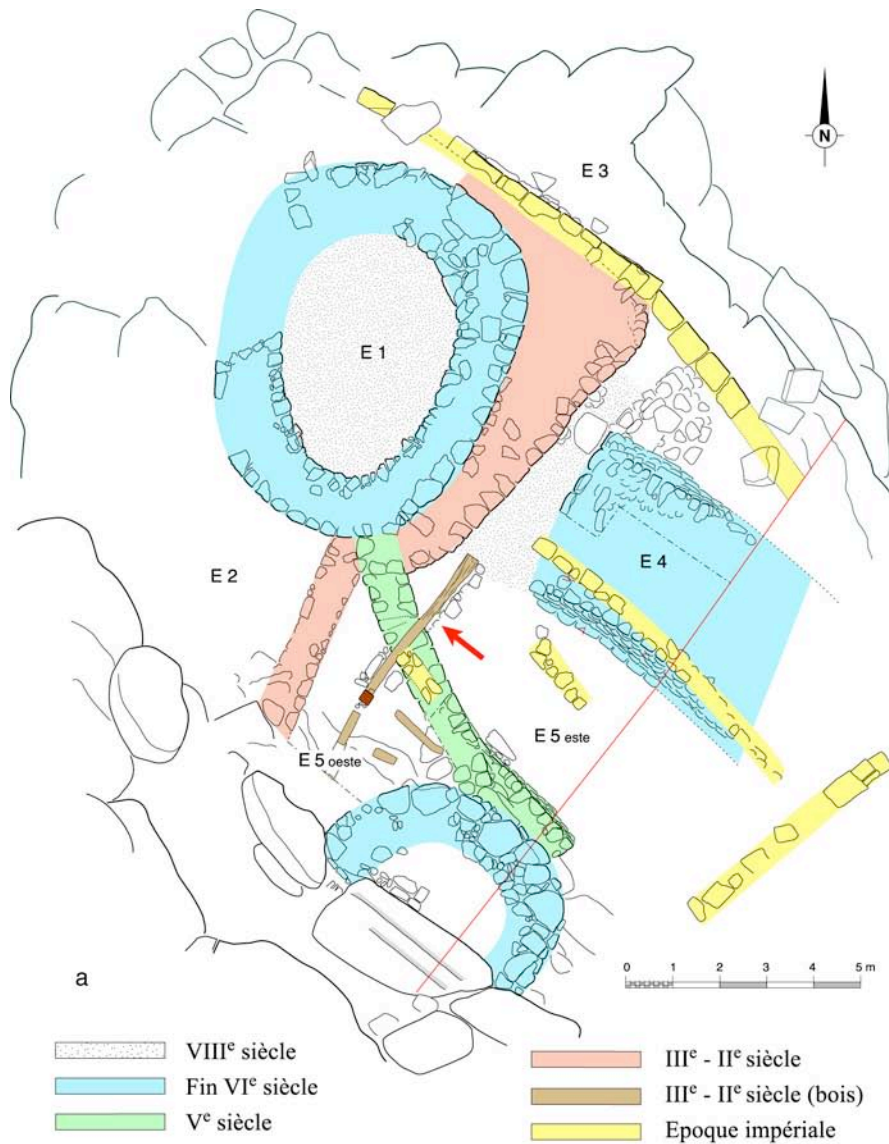 N
E 3
E 1
E 4
E 2
E 5 este
E 5 oeste
a
0 1 2 3 4 5 m
VIIIe siècle
Fin VIe siècle
Ve siècle
IIIe - IIe siècle
IIIe - IIe siècle (bois)
Epoque impériale